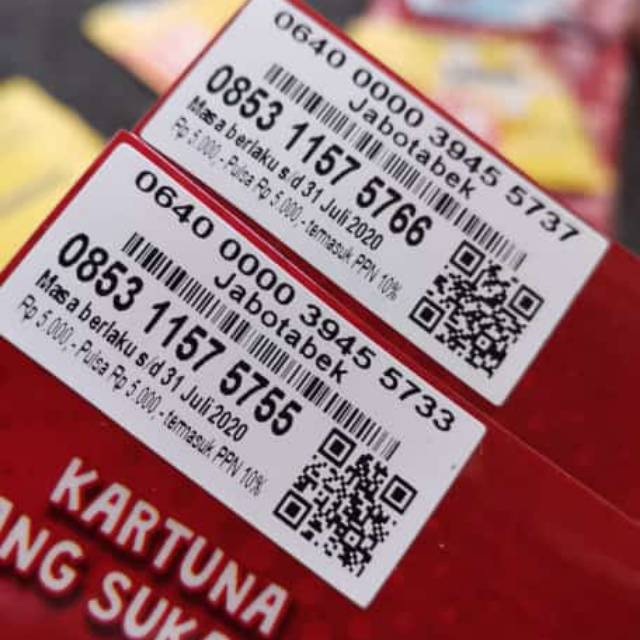 0640 0000 3945 5737
Jabotabek
0853 1157 5766
Masa berlaku s/d 31 Juli 2020
Rp 5.000,- Pulsa Rp 5.000,- termasuk PPN 10%
0640 0000 3945 5733
Jabotabek
0853 1157 5755
Masa berlaku s/d 31 Juli 2020
Rp 5.000,- Pulsa Rp 5.000,- termasuk PPN 10%
KARTUNA
ANG SUKA